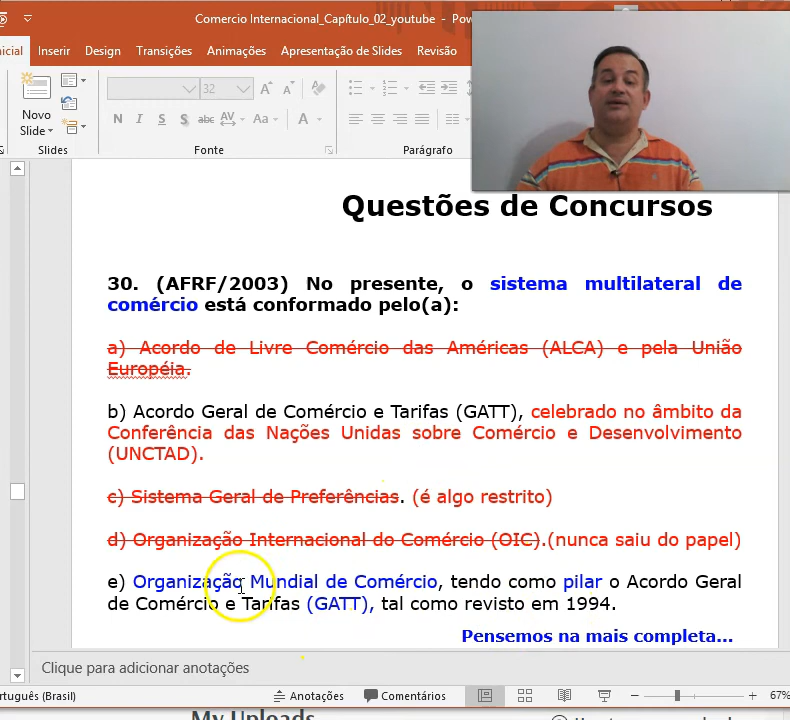 Comercio Internacional_Capítulo_02_youtube - Pow
icial Inserir Design Transições Animações Apresentação de Slides Revisão
32
Novo
Slide
N I S S abc AV Aa A
Slides Fonte Parágrafo
Questões de Concursos
30. (AFRF/2003) No presente, o sistema multilateral de
comércio está conformado pelo(a):
a) Acordo de Livre Comércio das Américas (ALCA) e pela União
Européia.
b) Acordo Geral de Comércio e Tarifas (GATT), celebrado no âmbito da
Conferência das Nações Unidas sobre Comércio e Desenvolvimento
(UNCTAD).
c) Sistema Geral de Preferências. (é algo restrito)
d) Organização Internacional do Comércio (OIC).(nunca saiu do papel)
e) Organização Mundial de Comércio, tendo como pilar o Acordo Geral
de Comércio e Tarifas (GATT), tal como revisto em 1994.
Pensemos na mais completa...
Clique para adicionar anotações
rtuguês (Brasil) Anotações Comentários 67%
My Uploads